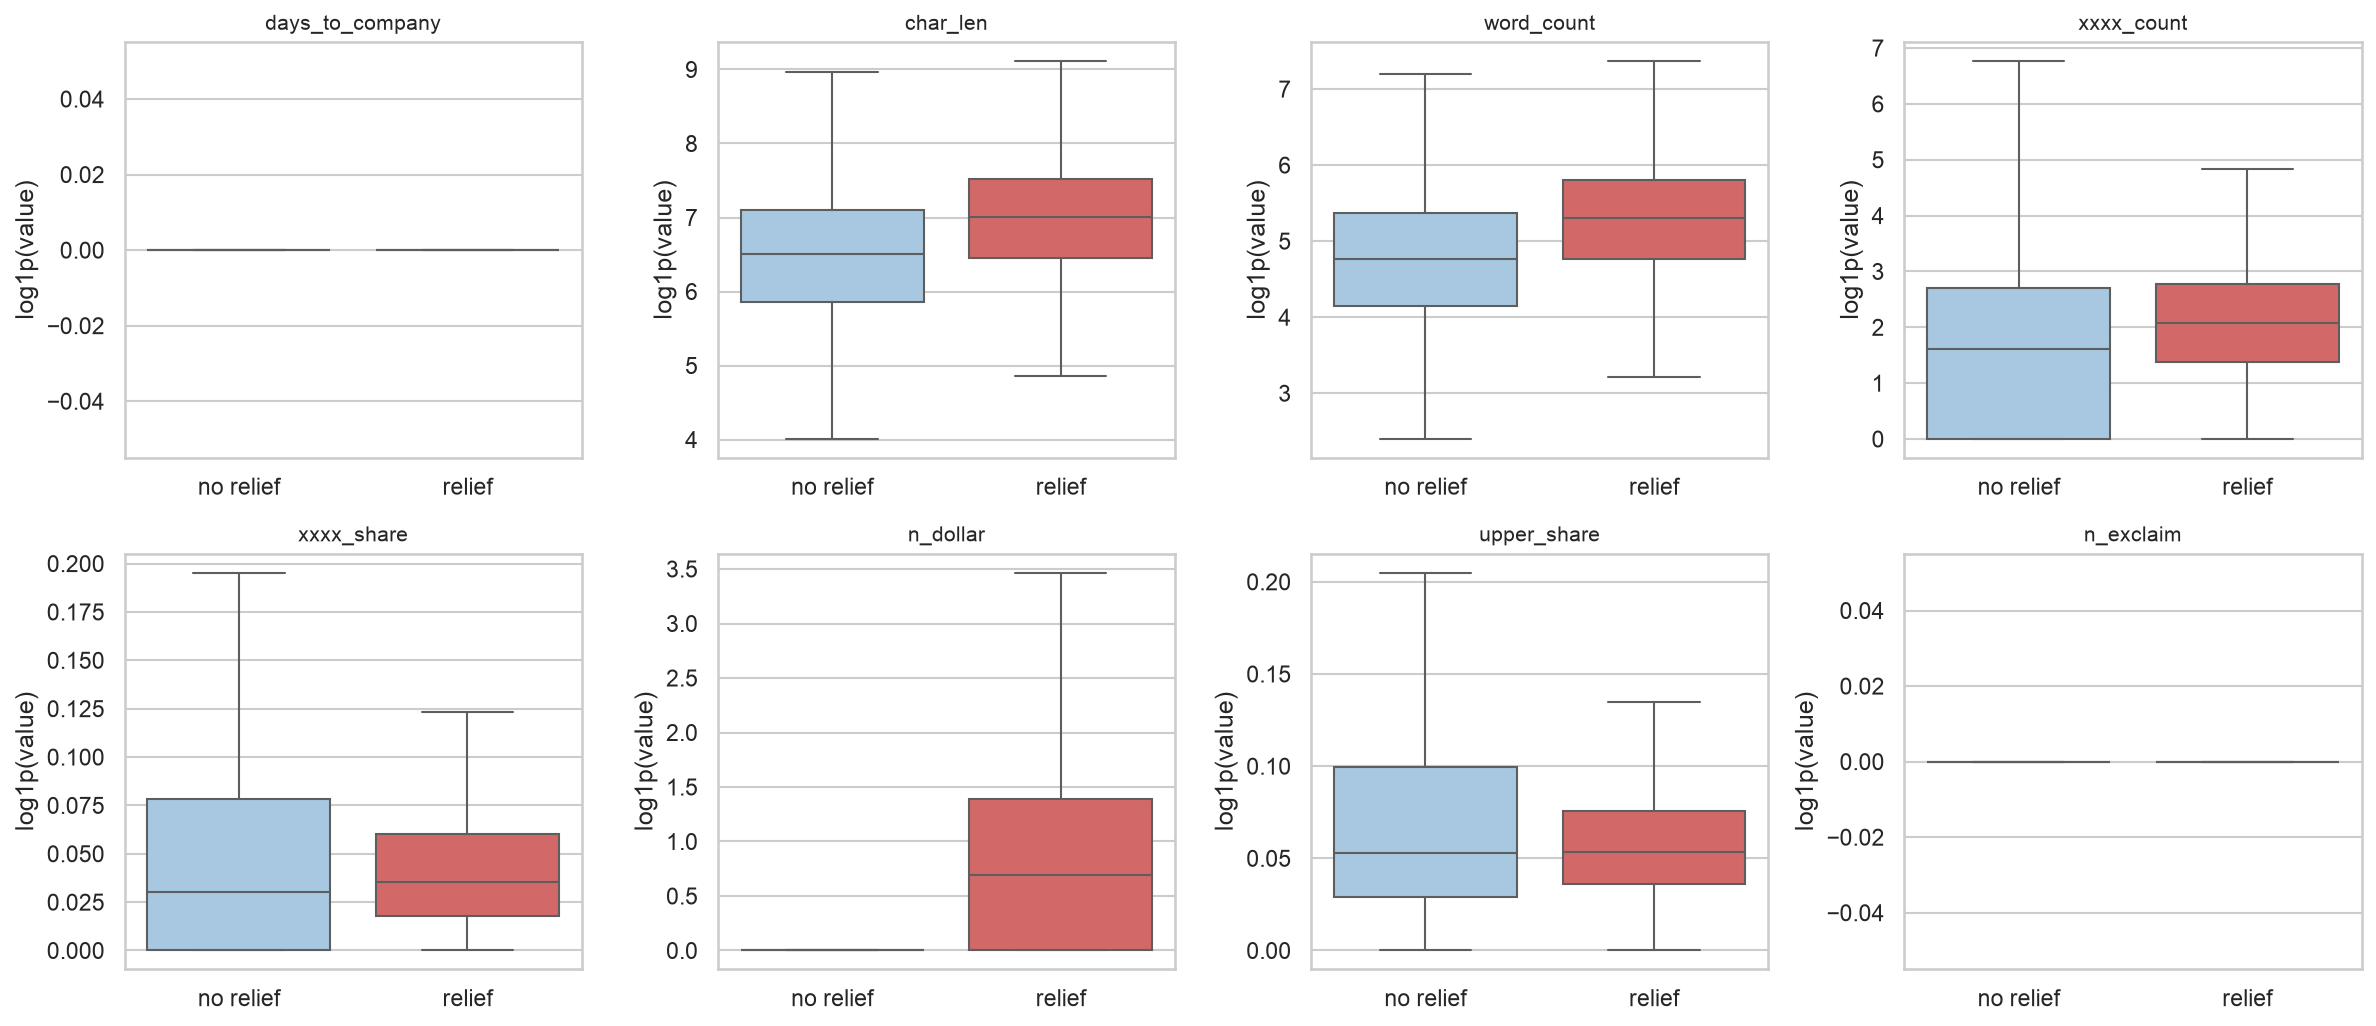 days_to_company
log1p(value)
0.04
0.02
0.00
−0.02
−0.04
no relief relief
char_len
log1p(value)
9
8
7
6
5
4
no relief relief
word_count
log1p(value)
7
6
5
4
3
no relief relief
xxxx_count
log1p(value)
7
6
5
4
3
2
1
0
no relief relief
xxxx_share
log1p(value)
0.200
0.175
0.150
0.125
0.100
0.075
0.050
0.025
0.000
no relief relief
n_dollar
log1p(value)
3.5
3.0
2.5
2.0
1.5
1.0
0.5
0.0
no relief relief
upper_share
log1p(value)
0.20
0.15
0.10
0.05
0.00
no relief relief
n_exclaim
log1p(value)
0.04
0.02
0.00
−0.02
−0.04
no relief relief